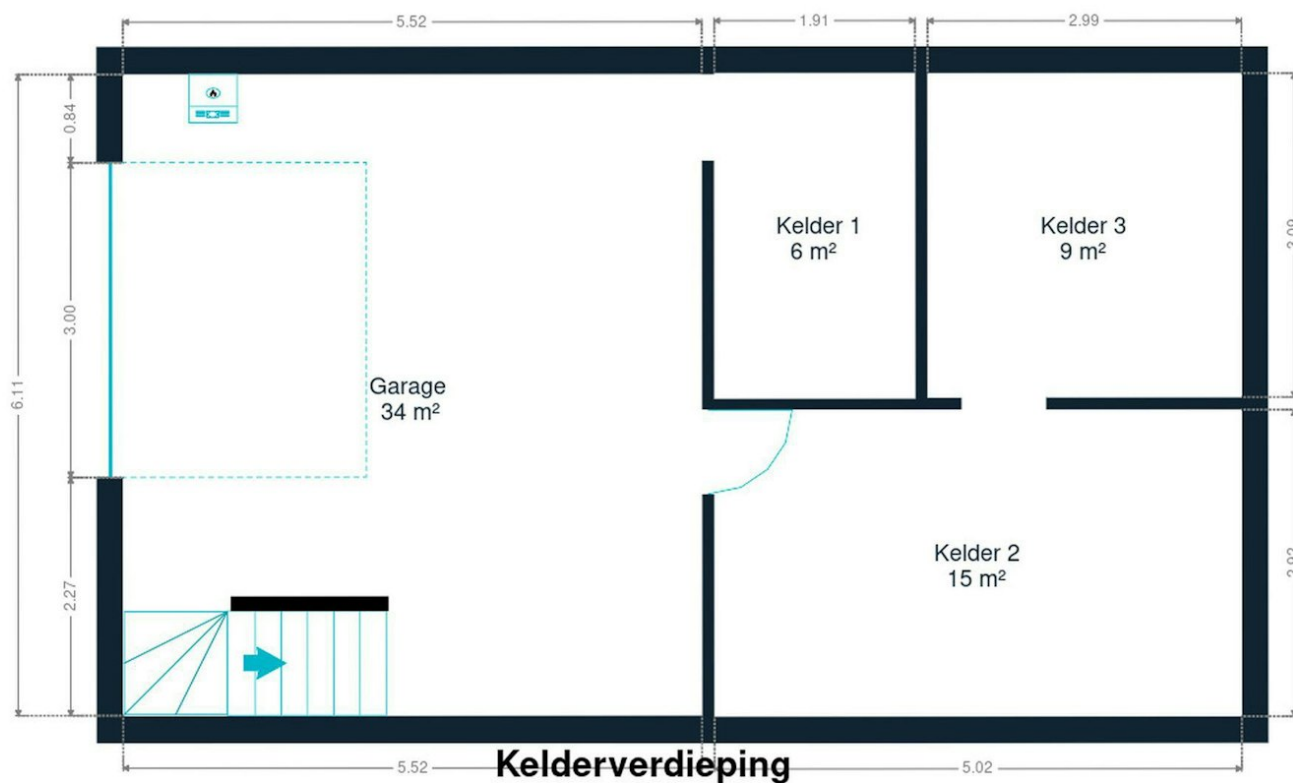 5.52
1.91
2.99
0.84
3.00
6.11
2.27
Kelder 1
6 m²
Kelder 3
9 m²
Garage
34 m²
Kelder 2
15 m²
5.52
Kelderverdieping
5.02